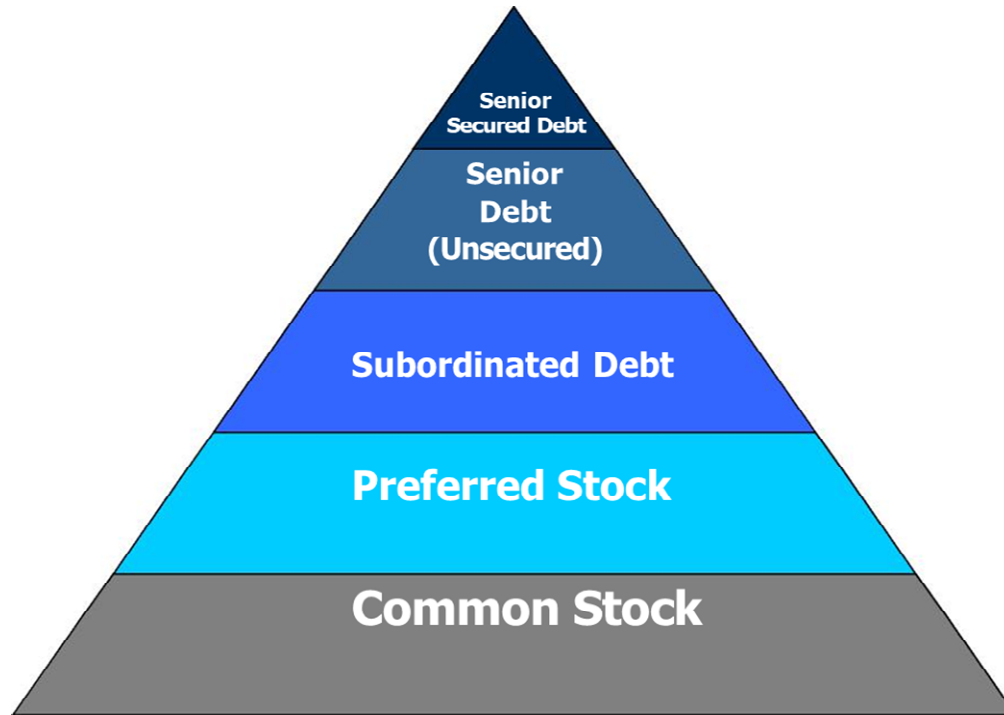 Senior
Secured Debt
Senior
Debt
(Unsecured)
Subordinated Debt
Preferred Stock
Common Stock